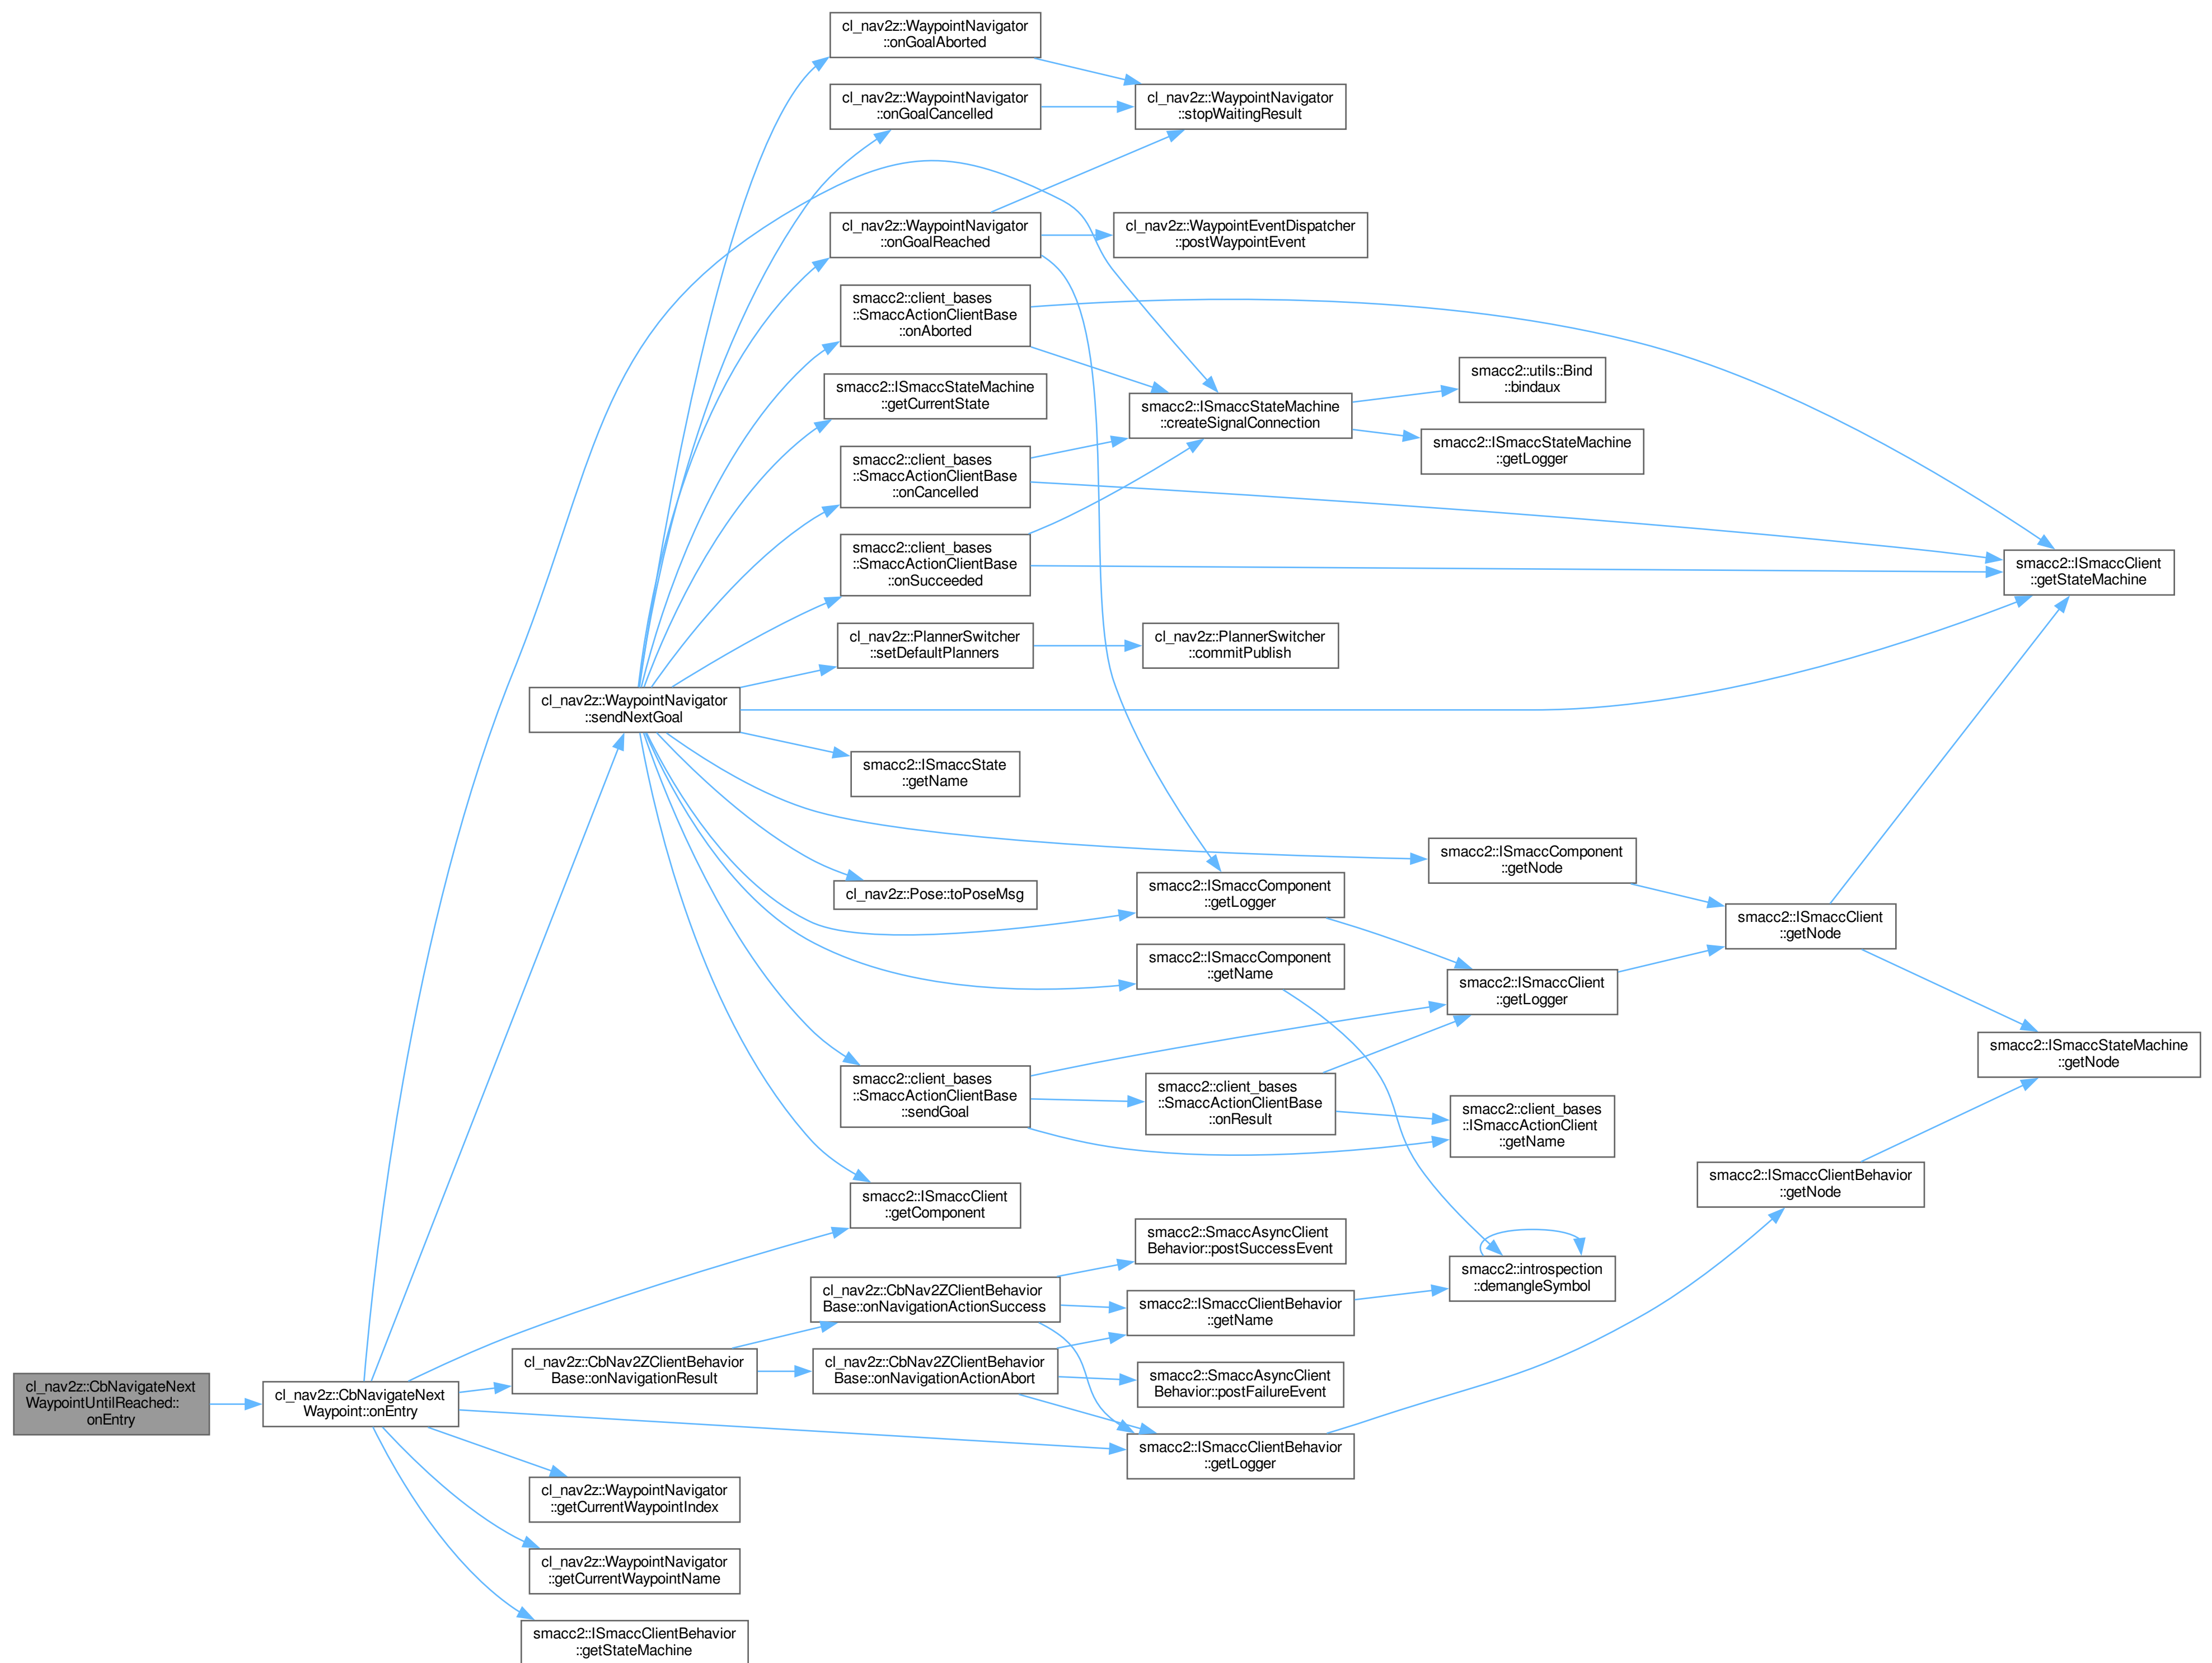 cl_nav2z::WaypointNavigator
::onGoalAborted
cl_nav2z::WaypointNavigator
::onGoalCancelled
cl_nav2z::WaypointNavigator
::stopWaitingResult
cl_nav2z::WaypointNavigator
::onGoalReached
cl_nav2z::WaypointEventDispatcher
::postWaypointEvent
smacc2::client_bases
::SmaccActionClientBase
::onAborted
smacc2::ISmaccStateMachine
::getCurrentState
smacc2::ISmaccStateMachine
::createSignalConnection
smacc2::utils::Bind
::bindaux
smacc2::ISmaccStateMachine
::getLogger
smacc2::client_bases
::SmaccActionClientBase
::onCancelled
smacc2::client_bases
::SmaccActionClientBase
::onSucceeded
smacc2::ISmaccClient
::getStateMachine
cl_nav2z::PlannerSwitcher
::setDefaultPlanners
cl_nav2z::PlannerSwitcher
::commitPublish
cl_nav2z::WaypointNavigator
::sendNextGoal
smacc2::ISmaccState
::getName
smacc2::ISmaccComponent
::getNode
cl_nav2z::Pose::toPoseMsg
smacc2::ISmaccComponent
::getLogger
smacc2::ISmaccClient
::getNode
smacc2::ISmaccComponent
::getName
smacc2::ISmaccClient
::getLogger
smacc2::ISmaccStateMachine
::getNode
smacc2::client_bases
::SmaccActionClientBase
::sendGoal
smacc2::client_bases
::SmaccActionClientBase
::onResult
smacc2::client_bases
::ISmaccActionClient
::getName
smacc2::ISmaccClientBehavior
::getNode
smacc2::ISmaccClient
::getComponent
smacc2::SmaccAsyncClient
Behavior::postSuccessEvent
smacc2::introspection
::demangleSymbol
cl_nav2z::CbNav2ZClientBehavior
Base::onNavigationActionSuccess
smacc2::ISmaccClientBehavior
::getName
cl_nav2z::CbNav2ZClientBehavior
Base::onNavigationResult
cl_nav2z::CbNav2ZClientBehavior
Base::onNavigationActionAbort
smacc2::SmaccAsyncClient
Behavior::postFailureEvent
cl_nav2z::CbNavigateNext
WaypointUntilReached::
onEntry
cl_nav2z::CbNavigateNext
Waypoint::onEntry
smacc2::ISmaccClientBehavior
::getLogger
cl_nav2z::WaypointNavigator
::getCurrentWaypointIndex
cl_nav2z::WaypointNavigator
::getCurrentWaypointName
smacc2::ISmaccClientBehavior
::getStateMachine